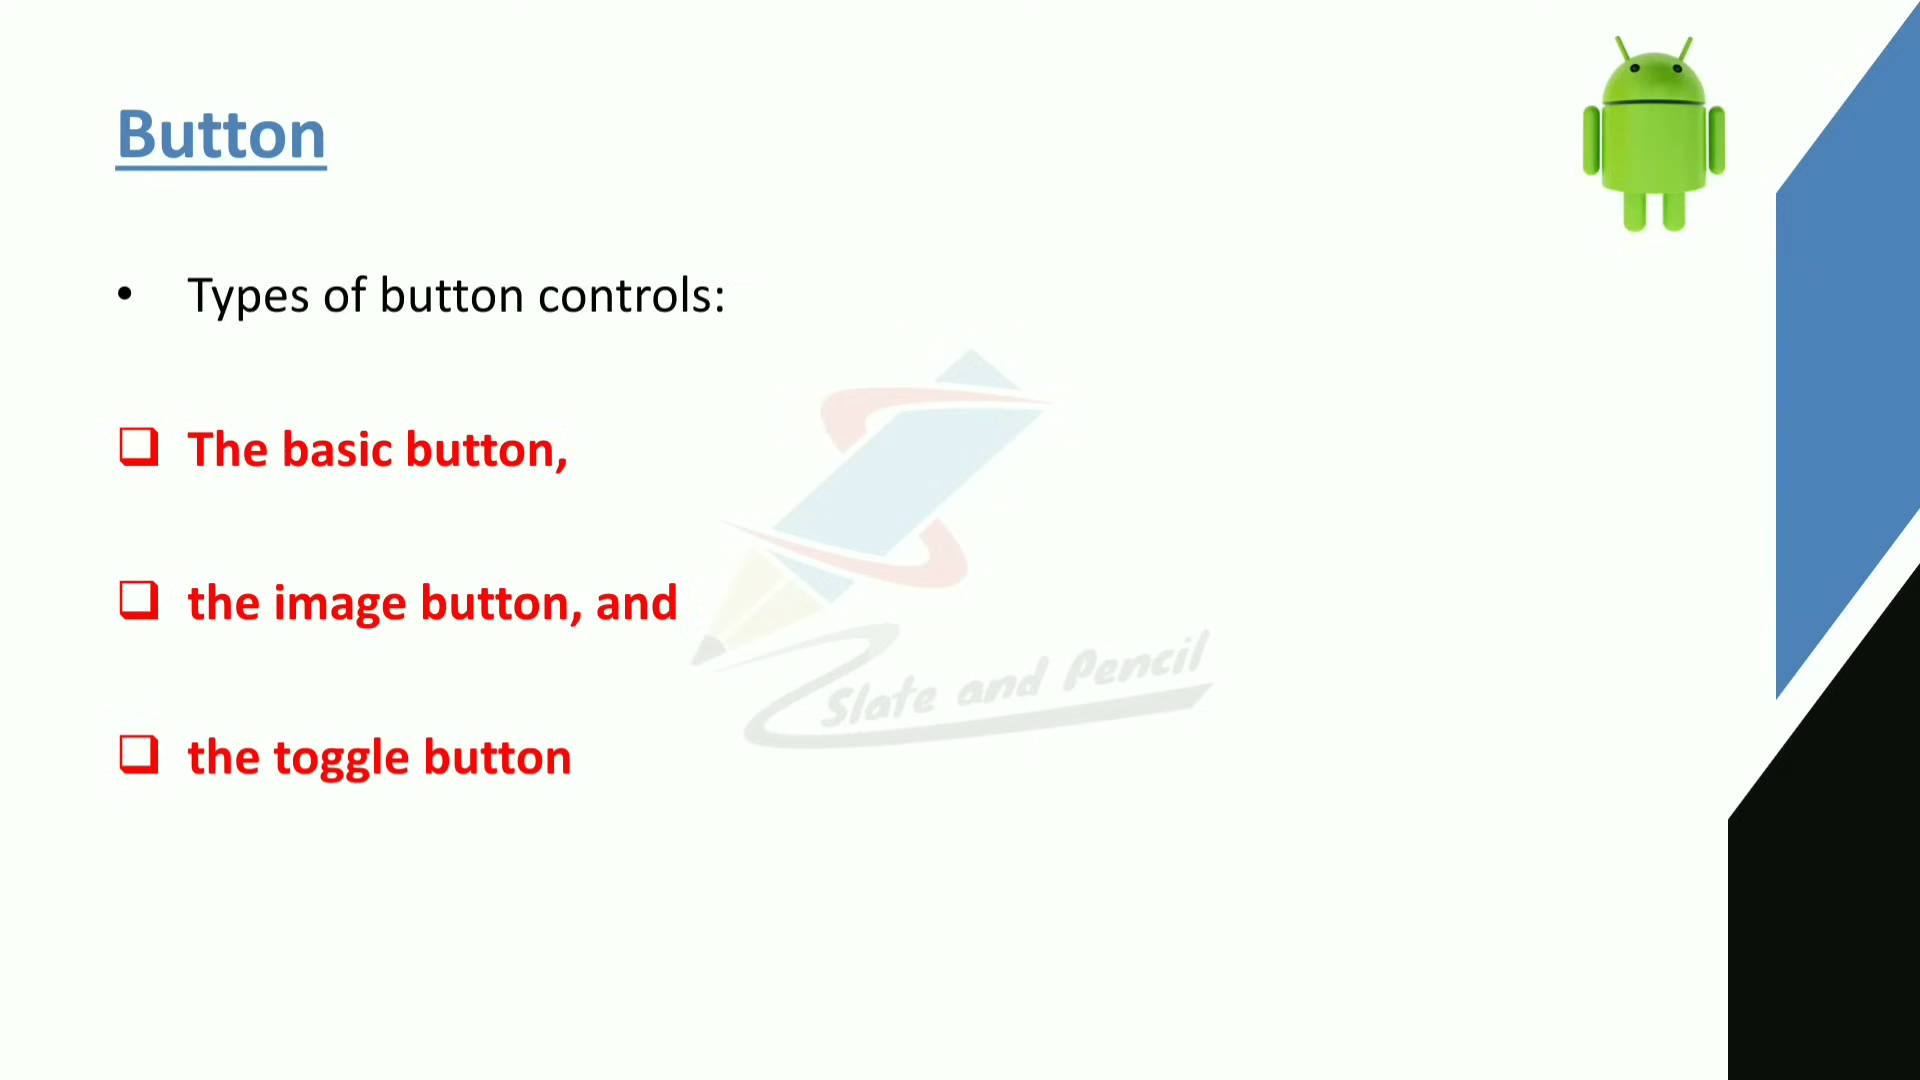 Button
• Types of button controls:
❑ The basic button,
❑ the image button, and
❑ the toggle button
Slate and Pencil